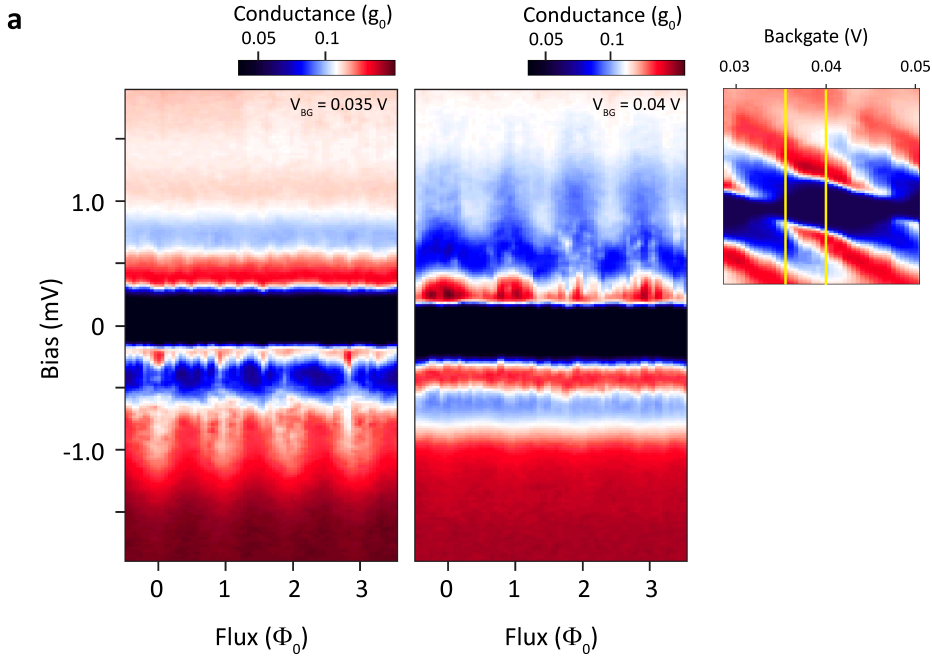 a
Conductance (g₀)
0.05 0.1
Conductance (g₀)
0.05 0.1
Backgate (V)
0.03 0.04 0.05
V_BG = 0.035 V
V_BG = 0.04 V
Bias (mV)
1.0
0
-1.0
0 1 2 3
0 1 2 3
Flux (Φ₀)
Flux (Φ₀)